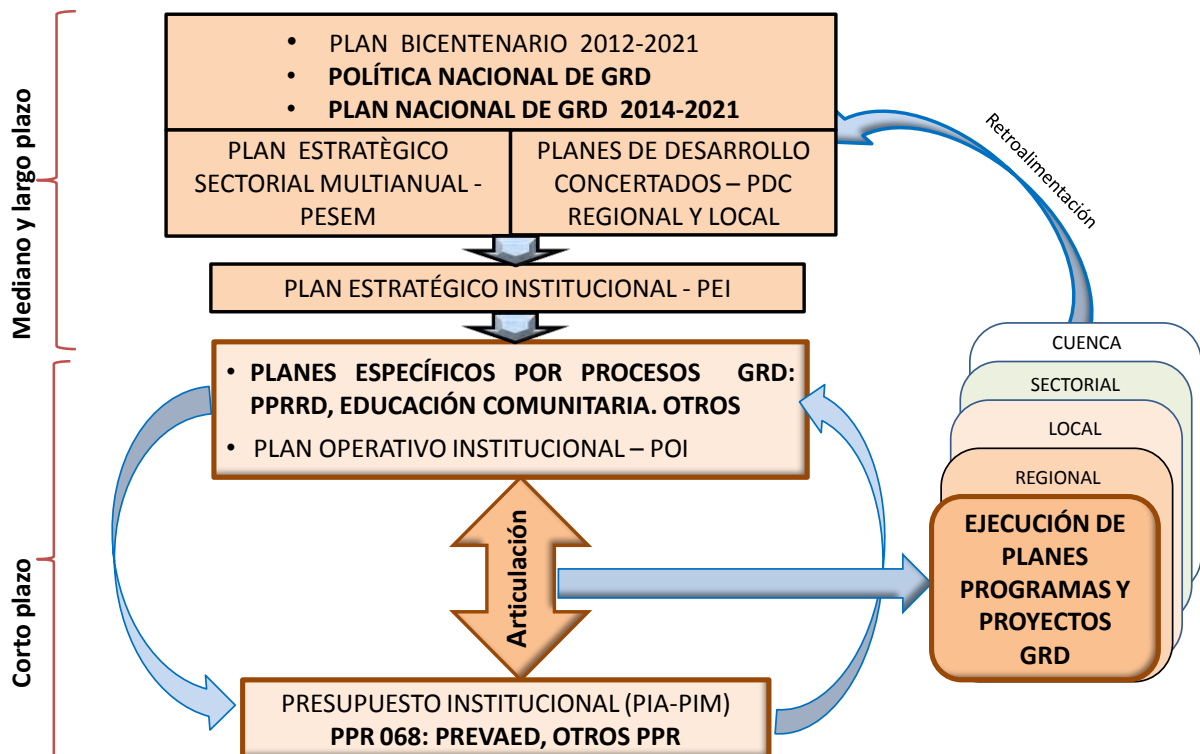 Mediano y largo plazo
• PLAN BICENTENARIO 2012-2021
• POLÍTICA NACIONAL DE GRD
• PLAN NACIONAL DE GRD 2014-2021
PLAN ESTRATÈGICO
SECTORIAL MULTIANUAL -
PESEM
PLANES DE DESARROLLO
CONCERTADOS – PDC
REGIONAL Y LOCAL
PLAN ESTRATÉGICO INSTITUCIONAL - PEI
Retroalimentación
Corto plazo
• PLANES ESPECÍFICOS POR PROCESOS GRD:
PPRRD, EDUCACIÓN COMUNITARIA. OTROS
• PLAN OPERATIVO INSTITUCIONAL – POI
Articulación
PRESUPUESTO INSTITUCIONAL (PIA-PIM)
PPR 068: PREVAED, OTROS PPR
CUENCA
SECTORIAL
LOCAL
REGIONAL
EJECUCIÓN DE
PLANES
PROGRAMAS Y
PROYECTOS
GRD